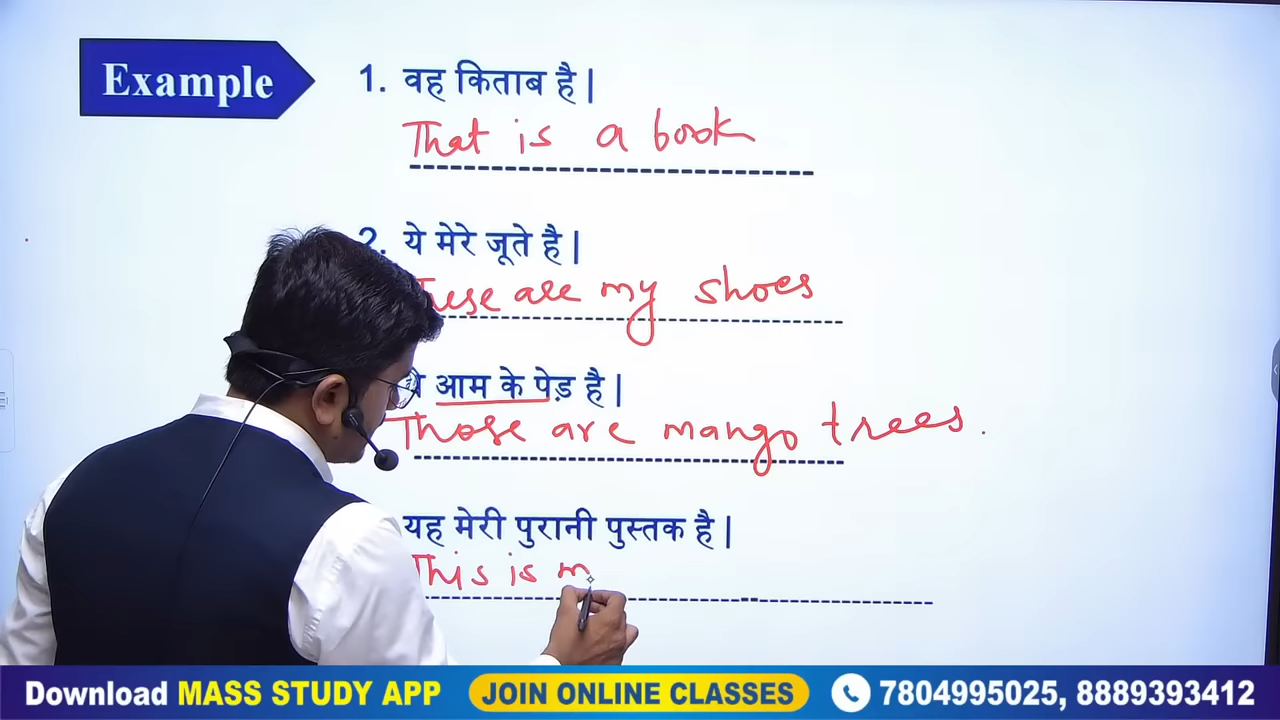 Example
1. वह किताब है |
That is a book
2. ये मेरे जूते है |
are my shoes
आम के पेड़ है |
Those are mango trees.
यह मेरी पुरानी पुस्तक है |
This is m
Download MASS STUDY APP JOIN ONLINE CLASSES 7804995025, 8889393412